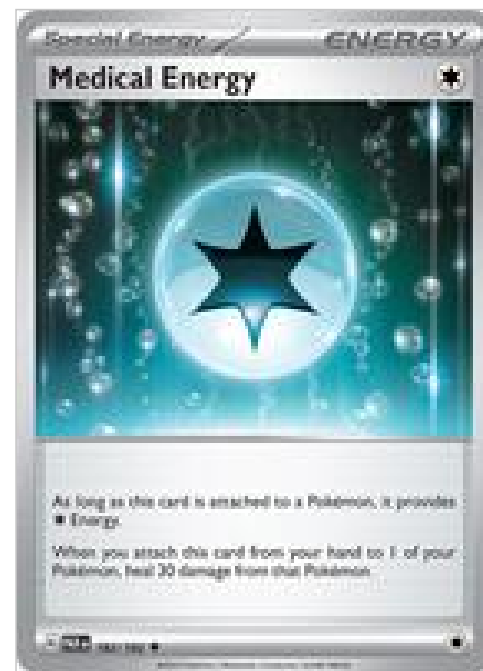 Special Energy
ENERGY
Medical Energy
As long as this card is attached to a Pokémon, it provides
Energy.
When you attach this card from your hand to 1 of your
Pokémon, heal 30 damage from that Pokémon.